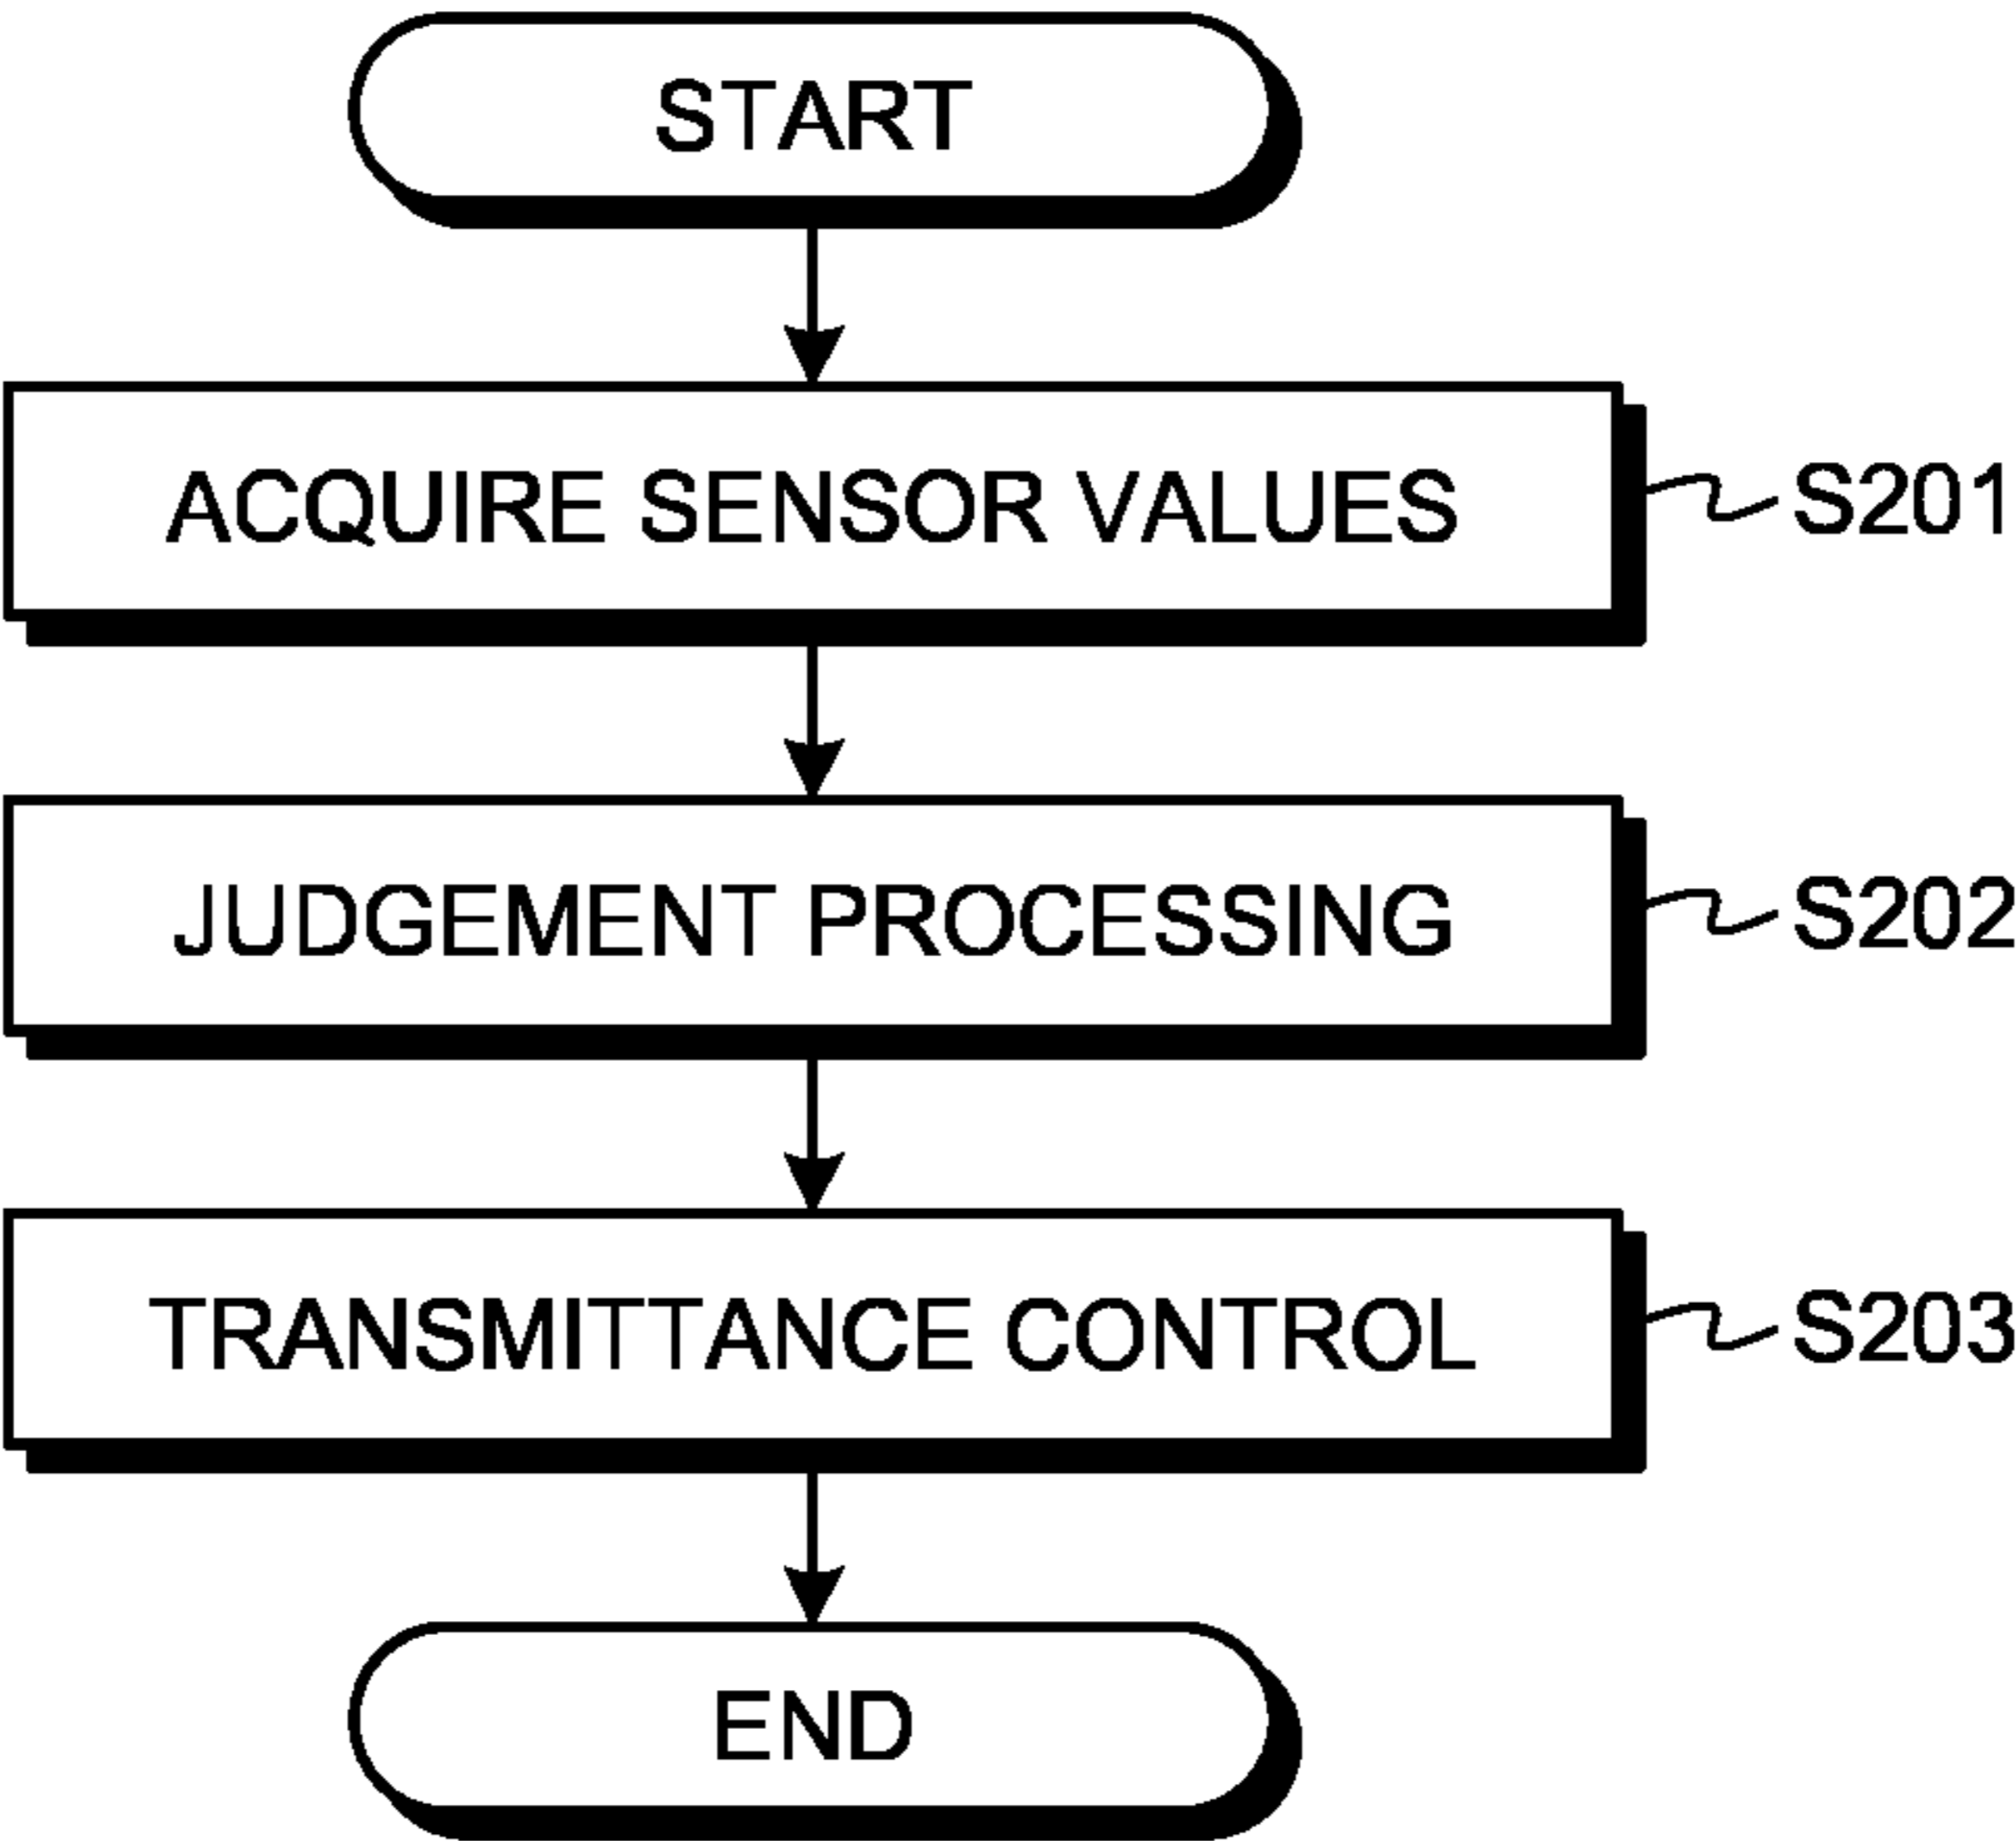 START
ACQUIRE SENSOR VALUES
S201
JUDGEMENT PROCESSING
S202
TRANSMITTANCE CONTROL
S203
END